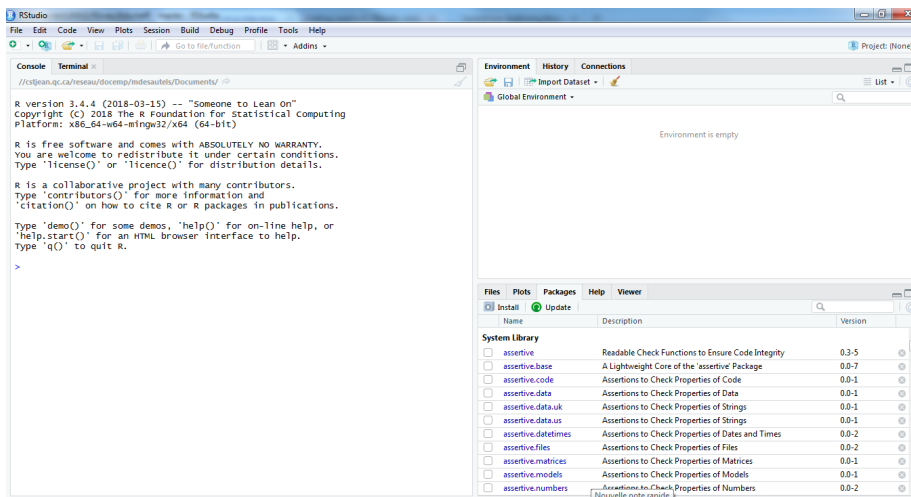 RStudio
File Edit Code View Plots Session Build Debug Profile Tools Help
Go to file/function Addins Project: (None
Console Terminal
//cstjean.qc.ca/reseau/docemp/mdesautels/Documents/
R version 3.4.4 (2018-03-15) -- "Someone to Lean On"
Copyright (C) 2018 The R Foundation for Statistical Computing
Platform: x86_64-w64-mingw32/x64 (64-bit)
R is free software and comes with ABSOLUTELY NO WARRANTY.
You are welcome to redistribute it under certain conditions.
Type 'license()' or 'licence()' for distribution details.
R is a collaborative project with many contributors.
Type 'contributors()' for more information and
'citation()' on how to cite R or R packages in publications.
Type 'demo()' for some demos, 'help()' for on-line help, or
'help.start()' for an HTML browser interface to help.
Type 'q()' to quit R.
>
Environment History Connections
Import Dataset List
Global Environment
Environment is empty
Files Plots Packages Help Viewer
Install Update
Name Description Version
System Library
assertive Readable Check Functions to Ensure Code Integrity 0.3-5
assertive.base A Lightweight Core of the 'assertive' Package 0.0-7
assertive.code Assertions to Check Properties of Code 0.0-1
assertive.data Assertions to Check Properties of Data 0.0-1
assertive.data.uk Assertions to Check Properties of Strings 0.0-1
assertive.data.us Assertions to Check Properties of Strings 0.0-1
assertive.datetimes Assertions to Check Properties of Dates and Times 0.0-2
assertive.files Assertions to Check Properties of Files 0.0-2
assertive.matrices Assertions to Check Properties of Matrices 0.0-1
assertive.models Assertions to Check Properties of Models 0.0-1
assertive.numbers Assertions to Check Properties of Numbers 0.0-2
Nouvelle note rapide